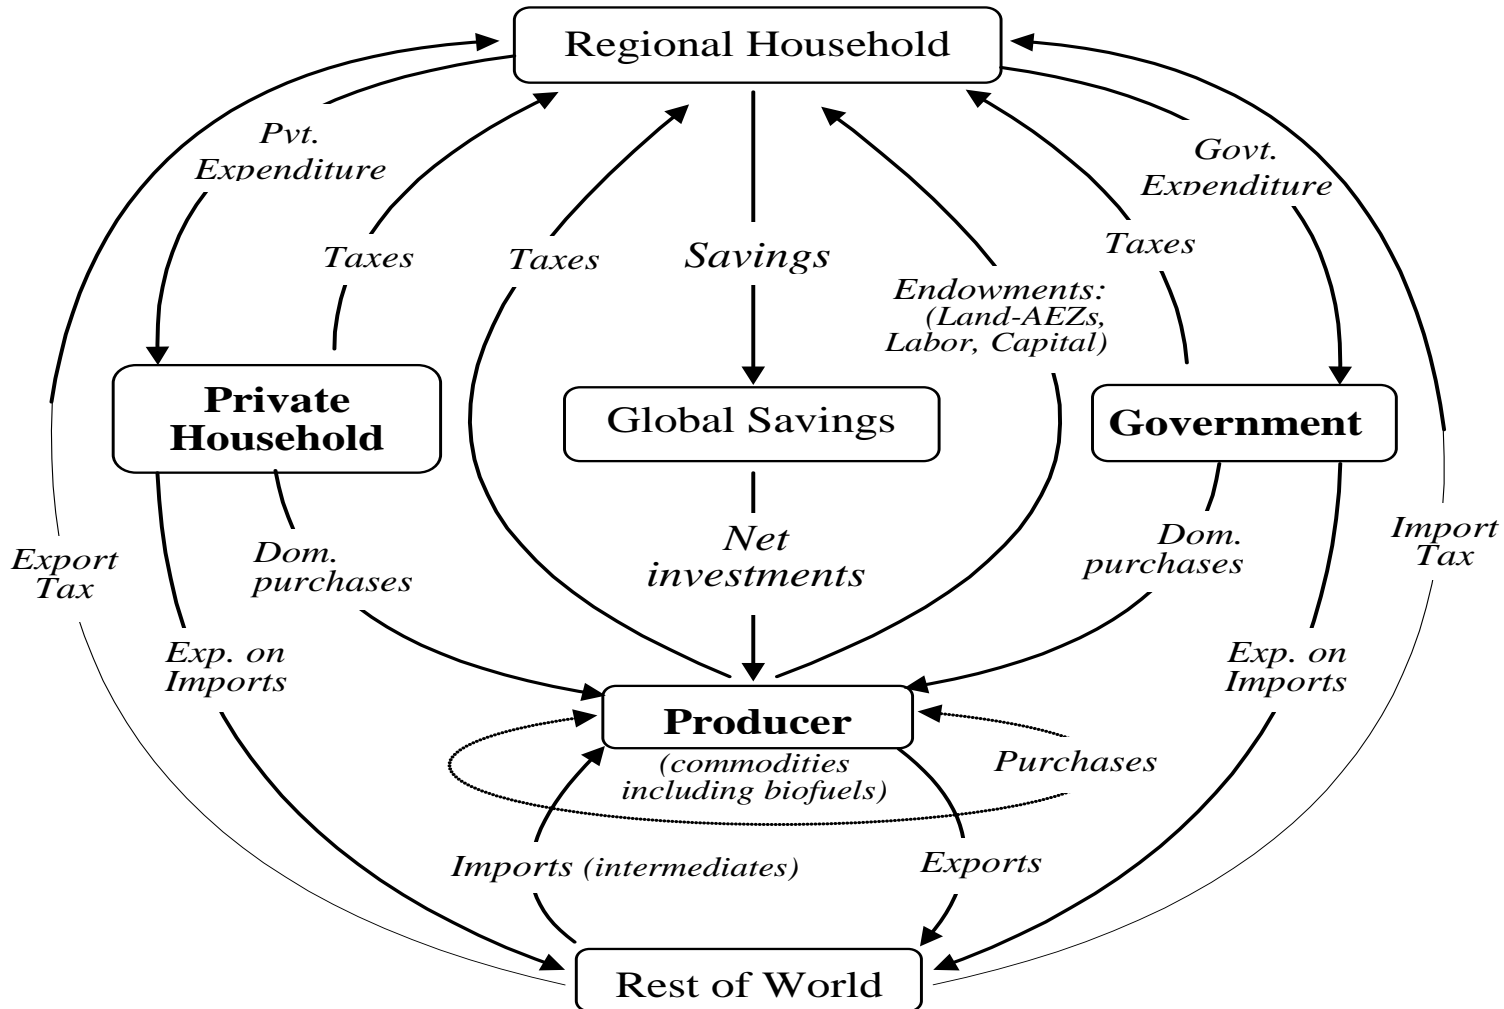 Regional Household
Pvt.
Expenditure
Govt.
Expenditure
Taxes
Taxes
Savings
Taxes
Endowments:
(Land-AEZs,
Labor, Capital)
Private
Household
Global Savings
Government
Export
Tax
Dom.
purchases
Net
investments
Dom.
purchases
Import
Tax
Exp. on
Imports
Exp. on
Imports
Producer
(commodities
including biofuels)
Purchases
Imports (intermediates)
Exports
Rest of World